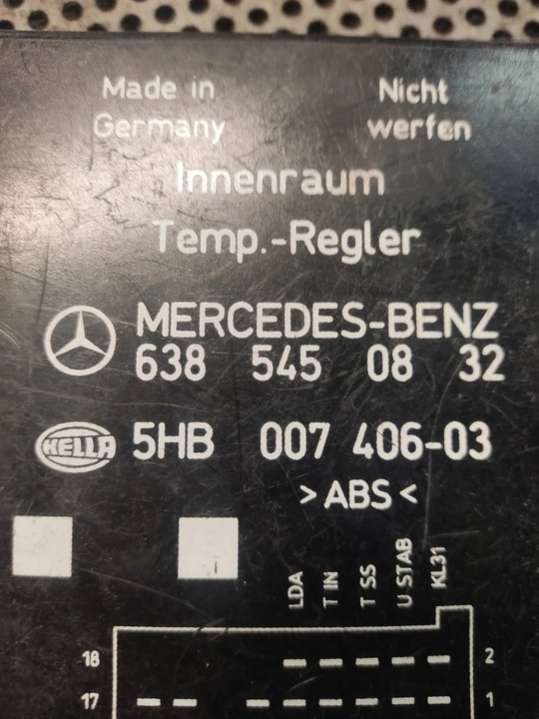 Made in Nicht
Germany werfen
Innenraum
Temp.-Regler
MERCEDES-BENZ
638 545 08 32
HELLA 5HB 007 406-03
>ABS<
LDA T IN T SS U STAB KL31
18 2
17 1